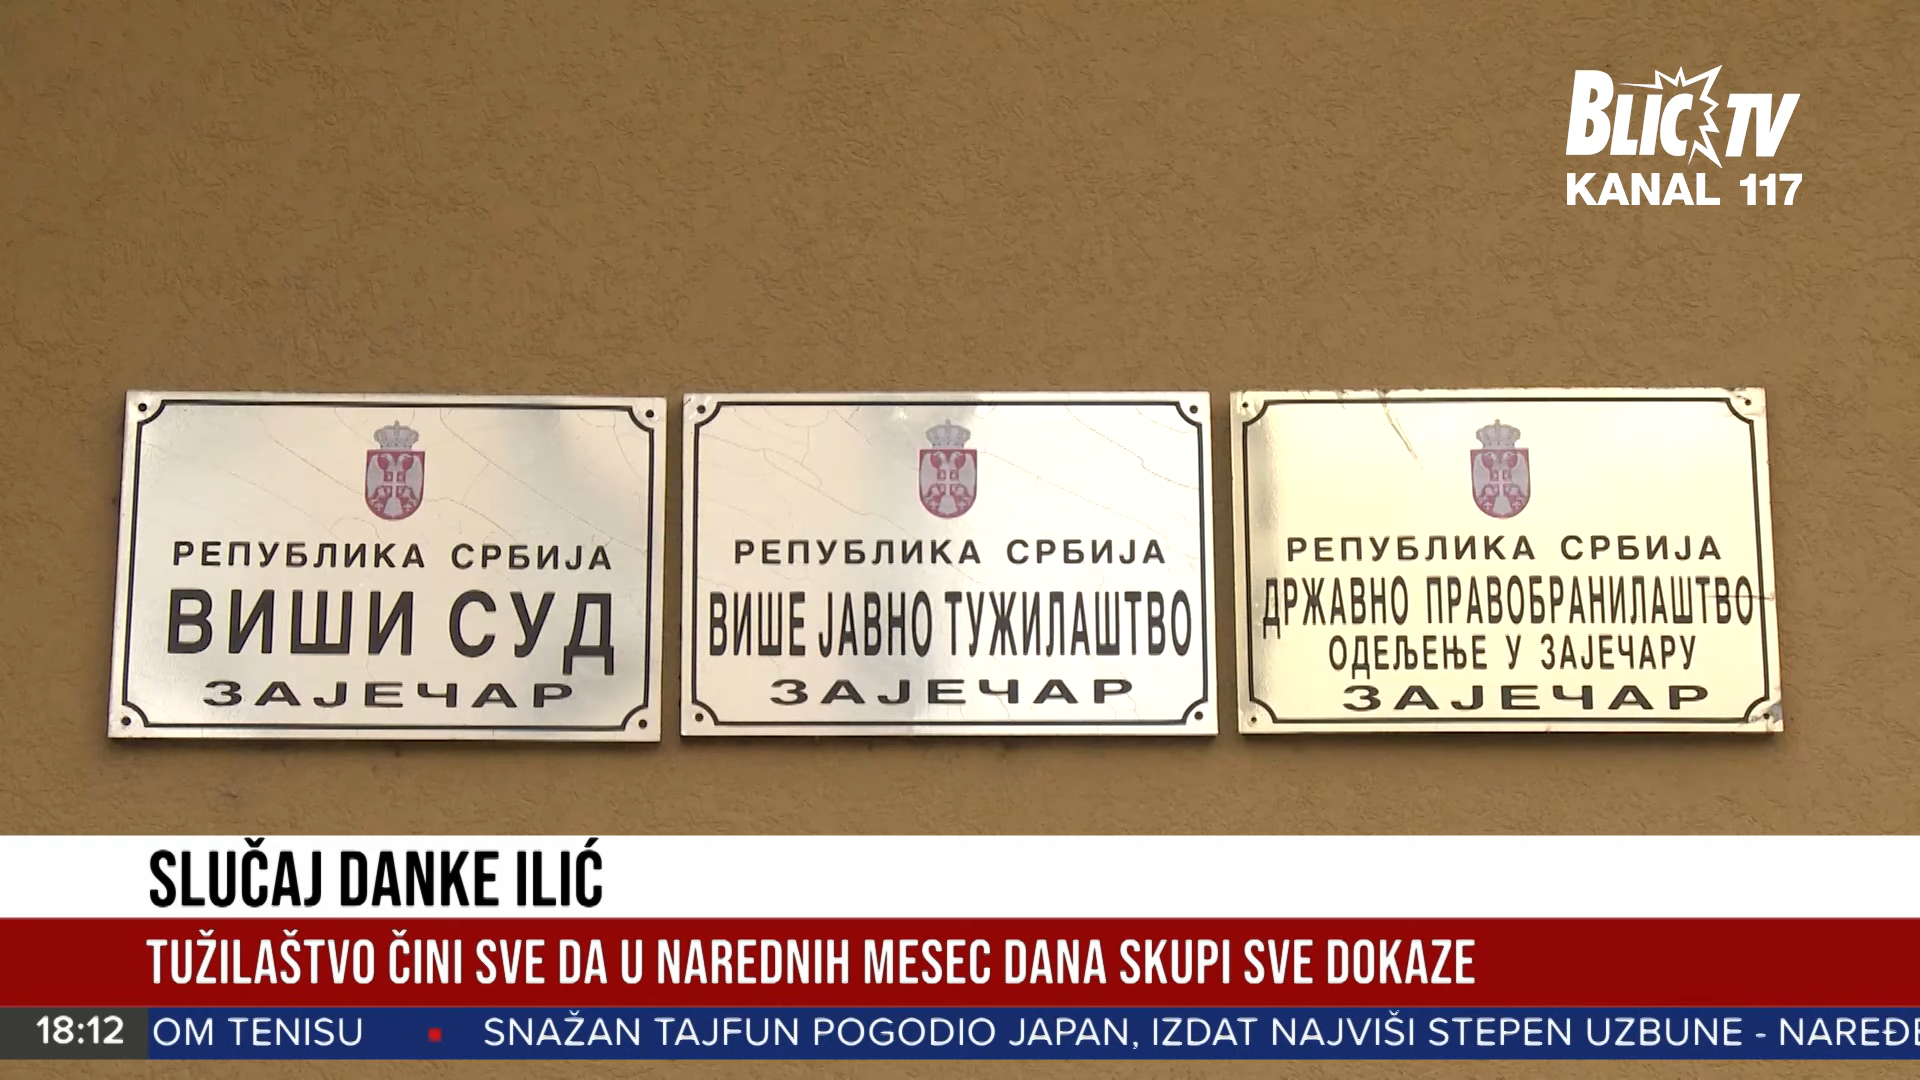 BLIC TV
KANAL 117
РЕПУБЛИКА СРБИЈА
ВИШИ СУД
ЗАЈЕЧАР
РЕПУБЛИКА СРБИЈА
ВИШЕ ЈАВНО ТУЖИЛАШТВО
ЗАЈЕЧАР
РЕПУБЛИКА СРБИЈА
ДРЖАВНО ПРАВОБРАНИЛАШТВО
ОДЕЉЕЊЕ У ЗАЈЕЧАРУ
ЗАЈЕЧАР
SLUČAJ DANKE ILIĆ
TUŽILAŠTVO ČINI SVE DA U NAREDNIH MESEC DANA SKUPI SVE DOKAZE
18:12 OM TENISU ▪ SNAŽAN TAJFUN POGODIO JAPAN, IZDAT NAJVIŠI STEPEN UZBUNE - NAREĐE